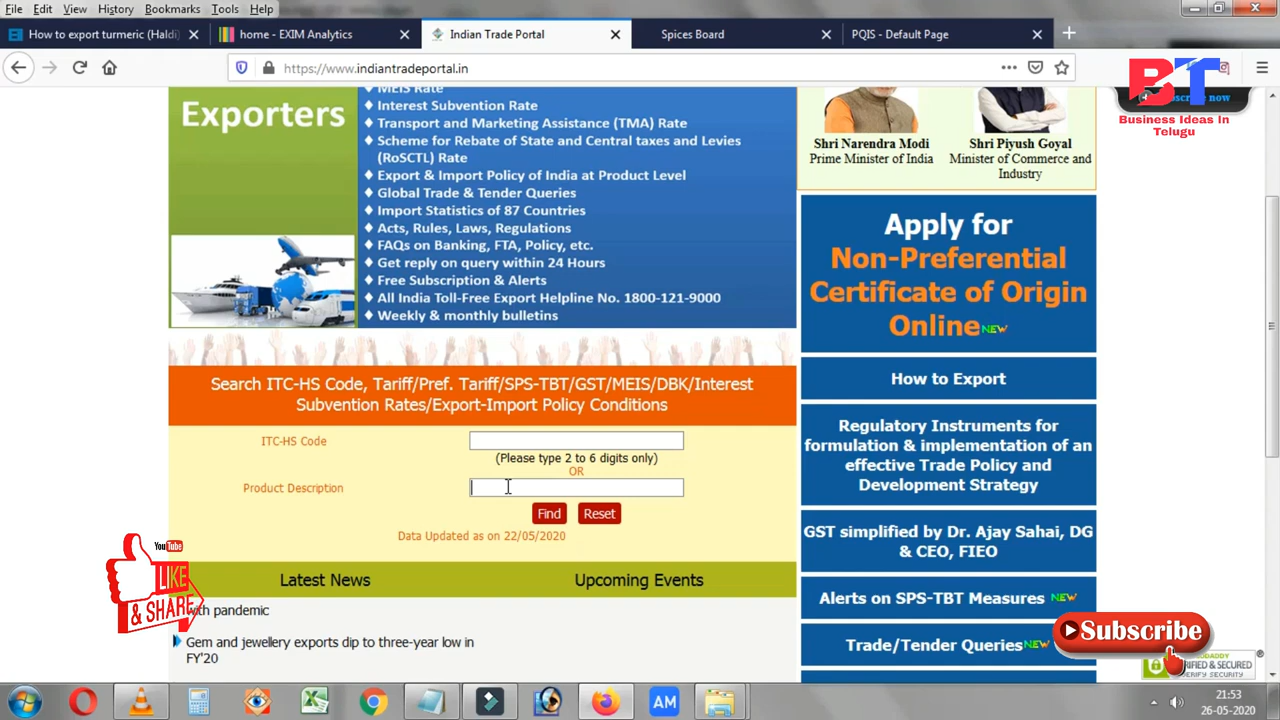 File Edit View History Bookmarks Tools Help
How to export turmeric (Haldi)
home - EXIM Analytics
Indian Trade Portal
Spices Board
PQIS - Default Page
https://www.indiantradeportal.in
BT
Business Ideas In
Telugu
Exporters
MEIS Rate
Interest Subvention Rate
Transport and Marketing Assistance (TMA) Rate
Scheme for Rebate of State and Central taxes and Levies
(RoSCTL) Rate
Export & Import Policy of India at Product Level
Global Trade & Tender Queries
Import Statistics of 87 Countries
Acts, Rules, Laws, Regulations
FAQs on Banking, FTA, Policy, etc.
Get reply on query within 24 Hours
Free Subscription & Alerts
All India Toll-Free Export Helpline No. 1800-121-9000
Weekly & monthly bulletins
Shri Narendra Modi
Prime Minister of India
Shri Piyush Goyal
Minister of Commerce and
Industry
Apply for
Non-Preferential
Certificate of Origin
Online NEW
How to Export
Regulatory Instruments for
formulation & implementation of an
effective Trade Policy and
Development Strategy
GST simplified by Dr. Ajay Sahai, DG
& CEO, FIEO
Alerts on SPS-TBT Measures NEW
Trade/Tender Queries NEW
Search ITC-HS Code, Tariff/Pref. Tariff/SPS-TBT/GST/MEIS/DBK/Interest
Subvention Rates/Export-Import Policy Conditions
ITC-HS Code
(Please type 2 to 6 digits only)
OR
Product Description
Find Reset
Data Updated as on 22/05/2020
Latest News
Upcoming Events
with pandemic
Gem and jewellery exports dip to three-year low in
FY'20
YouTube
LIKE
& SHARE
Subscribe
VERIFIED & SECURED
VERIFY SECURITY
AM
21:53
26-05-2020